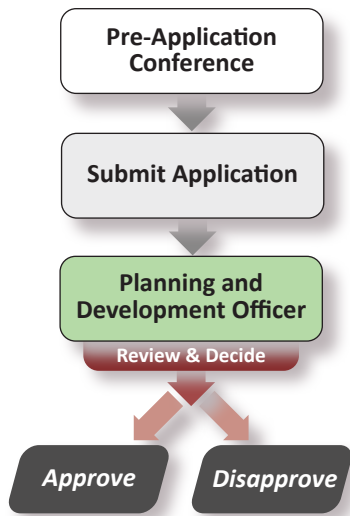 Pre-Application
Conference
Submit Application
Planning and
Development Officer
Review & Decide
Approve
Disapprove